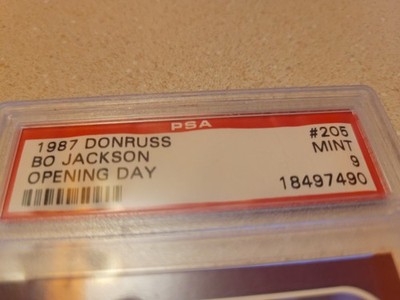 PSA
1987 DONRUSS #205
BO JACKSON MINT
OPENING DAY 9
18497490